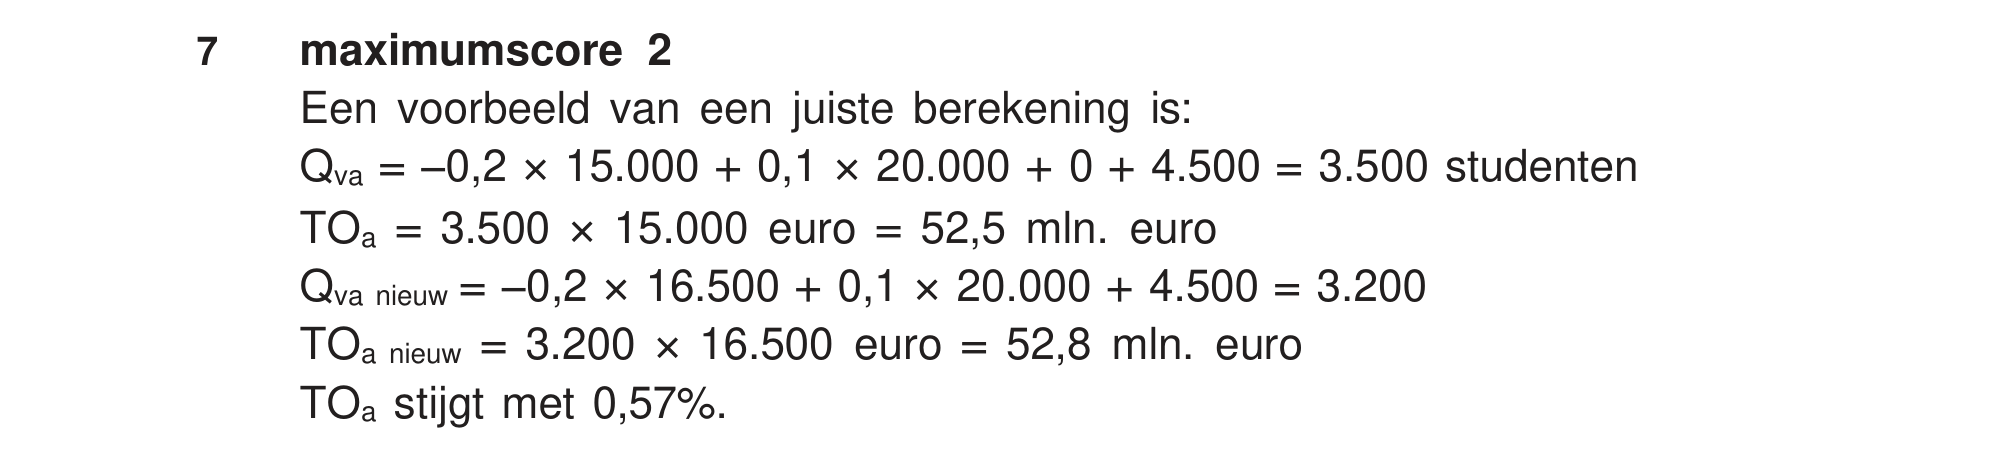 7 maximumscore 2
Een voorbeeld van een juiste berekening is:
Qva = –0,2 × 15.000 + 0,1 × 20.000 + 0 + 4.500 = 3.500 studenten
TOa = 3.500 × 15.000 euro = 52,5 mln. euro
Qva nieuw = –0,2 × 16.500 + 0,1 × 20.000 + 4.500 = 3.200
TOa nieuw = 3.200 × 16.500 euro = 52,8 mln. euro
TOa stijgt met 0,57%.